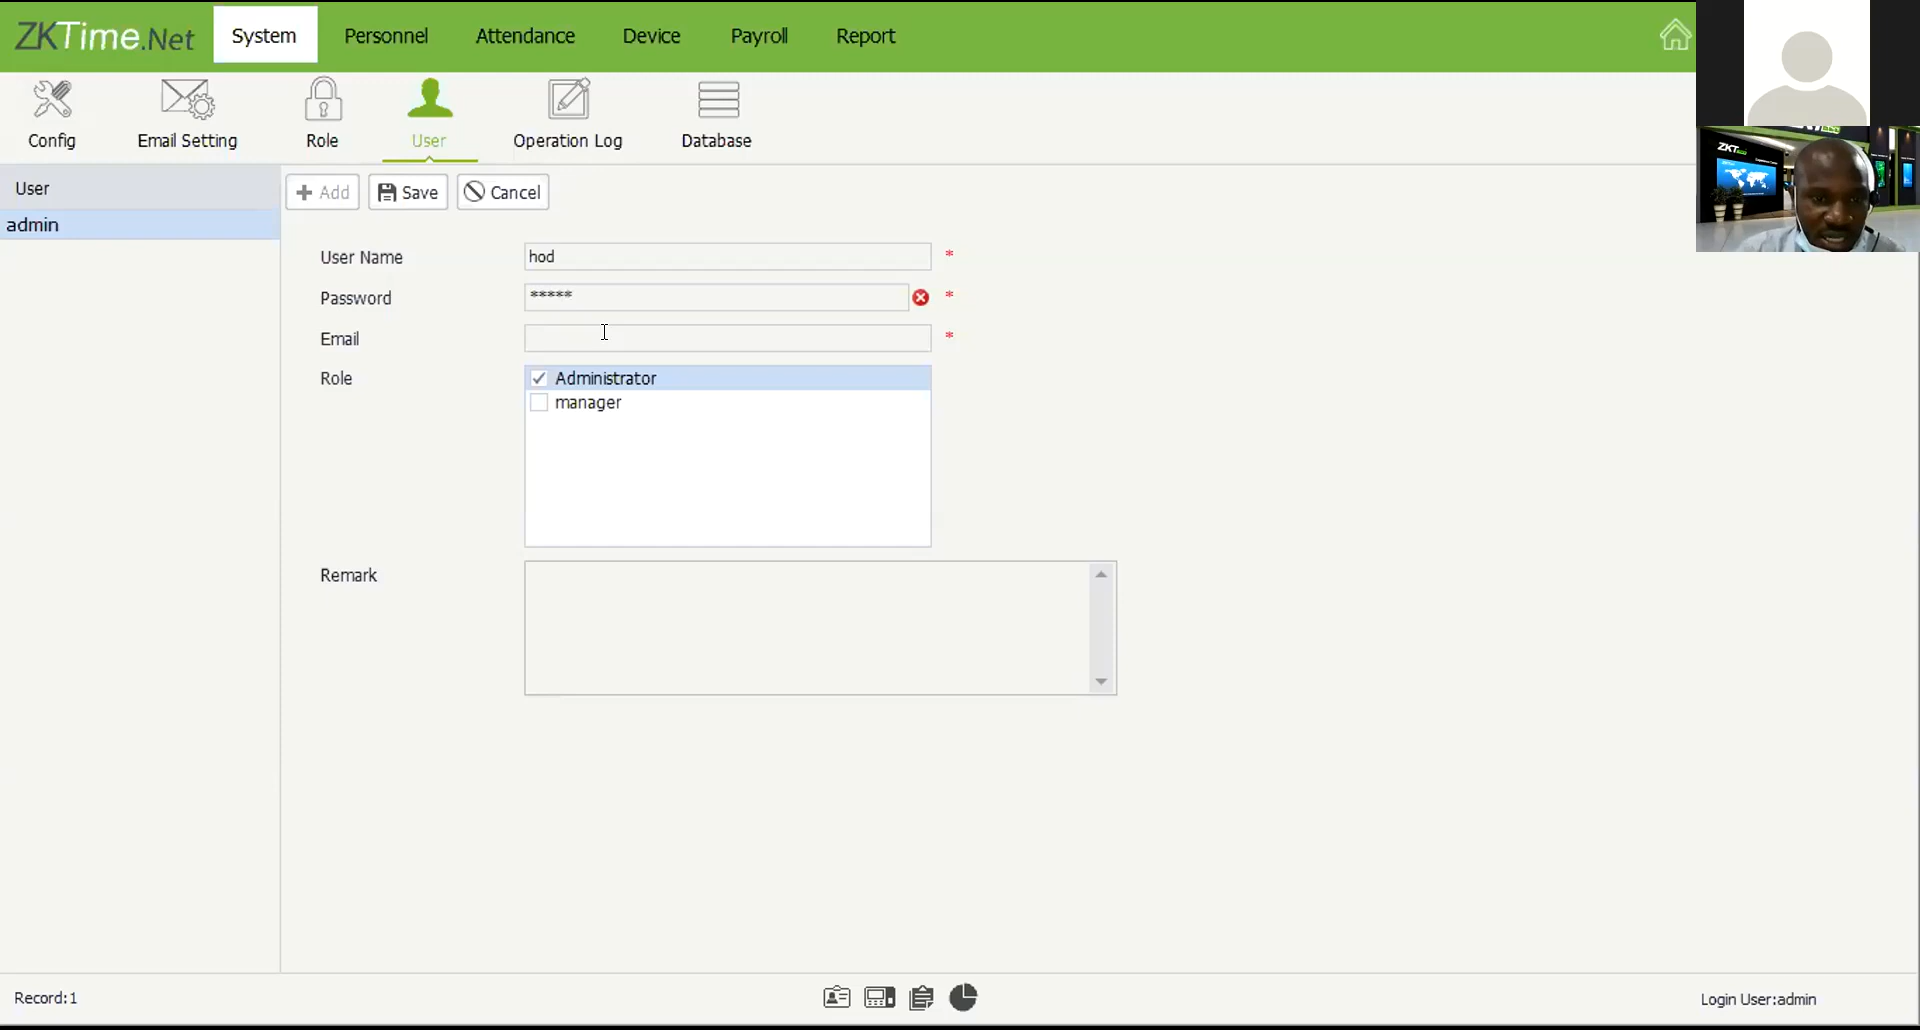 ZKTime.Net System Personnel Attendance Device Payroll Report
Config Email Setting Role User Operation Log Database
User
+ Add Save Cancel
admin
User Name hod *
Password ***** *
Email *
Role Administrator
manager
Remark
Record:1 Login User:admin